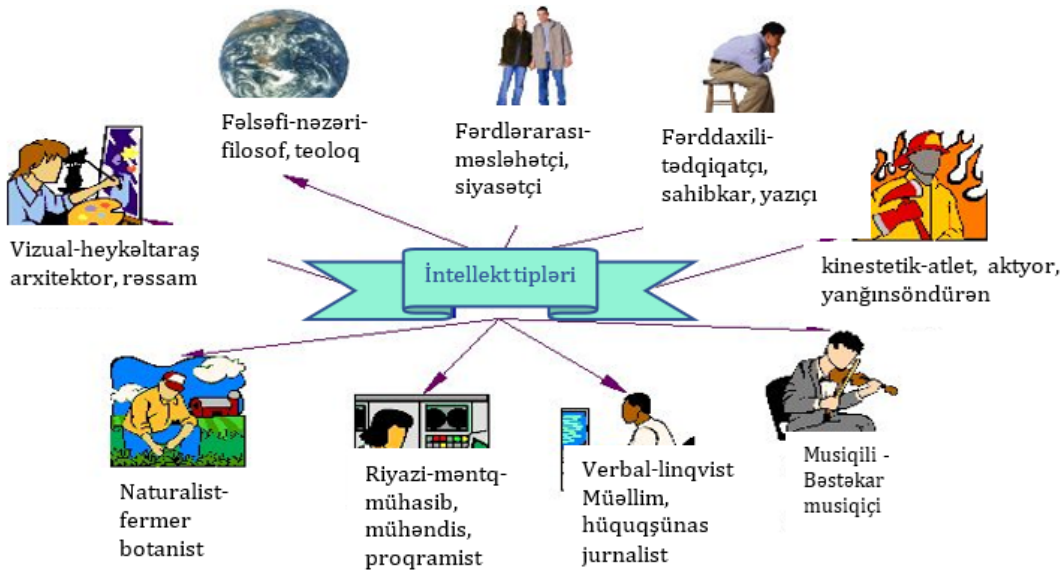 Fəlsəfi-nəzəri-
filosof, teoloq
Fərdlərarası-
məsləhətçi,
siyasətçi
Fərddaxili-
tədqiqatçı,
sahibkar, yazıçı
Vizual-heykəltaraş
arxitektor, rəssam
İntellekt tipləri
kinestetik-atlet, aktyor,
yanğınsöndürən
Naturalist-
fermer
botanist
Riyazi-məntq-
mühasib,
mühəndis,
proqramist
Verbal-linqvist
Müəllim,
hüquqşünas
jurnalist
Musiqili -
Bəstəkar
musiqiçi